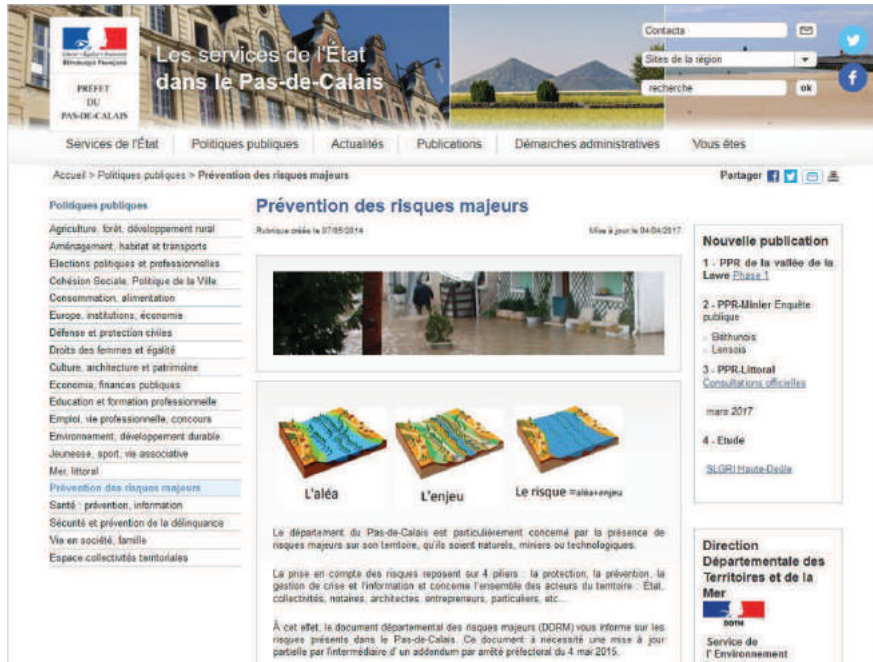 Liberté • Égalité • Fraternité
RÉPUBLIQUE FRANÇAISE
PRÉFET
DU
PAS-DE-CALAIS
Les services de l'État
dans le Pas-de-Calais
Contacts
Sites de la région
recherche
ok
Services de l'État
Politiques publiques
Actualités
Publications
Démarches administratives
Vous êtes
Accueil > Politiques publiques > Prévention des risques majeurs
Partager
Politiques publiques
Agriculture, forêt, développement rural
Aménagement, habitat et transports
Elections politiques et professionnelles
Cohésion Sociale, Politique de la Ville
Consommation, alimentation
Europe, institutions, économie
Défense et protection civiles
Droits des femmes et égalité
Culture, architecture et patrimoine
Economie, finances publiques
Education et formation professionnelle
Emploi, vie professionnelle, concours
Environnement, développement durable
Jeunesse, sport, vie associative
Mer, littoral
Prévention des risques majeurs
Santé : prévention, information
Sécurité et prévention de la délinquance
Vie en société, famille
Espace collectivités territoriales
Prévention des risques majeurs
Rubrique créée le 07/05/2014
Mise à jour le 04/04/2017
L'aléa
L'enjeu
Le risque =aléa+enjeu
Le département du Pas-de-Calais est particulièrement concerné par la présence de
risques majeurs sur son territoire, qu'ils soient naturels, miniers ou technologiques.
La prise en compte des risques reposent sur 4 piliers : la protection, la prévention, la
gestion de crise et l'information et concerne l'ensemble des acteurs du territoire : État,
collectivités, notaires, architectes, entrepreneurs, particuliers, etc...
À cet effet, le document départemental des risques majeurs (DDRM) vous informe sur les
risques présents dans le Pas-de-Calais. Ce document à nécessité une mise à jour
partielle par l'intermédiaire d' un addendum par arrêté préfectoral du 4 mai 2015.
Nouvelle publication
1 - PPR de la vallée de la
Lawe Phase 1
2 - PPR-Minier Enquête
publique
Béthunois
Lensois
3 - PPR-Littoral
Consultations officielles
mars 2017
4 - Etude
SLGRI Haute-Deûle
Direction
Départementale des
Territoires et de la
Mer
DDTM
Service de
l' Environnement